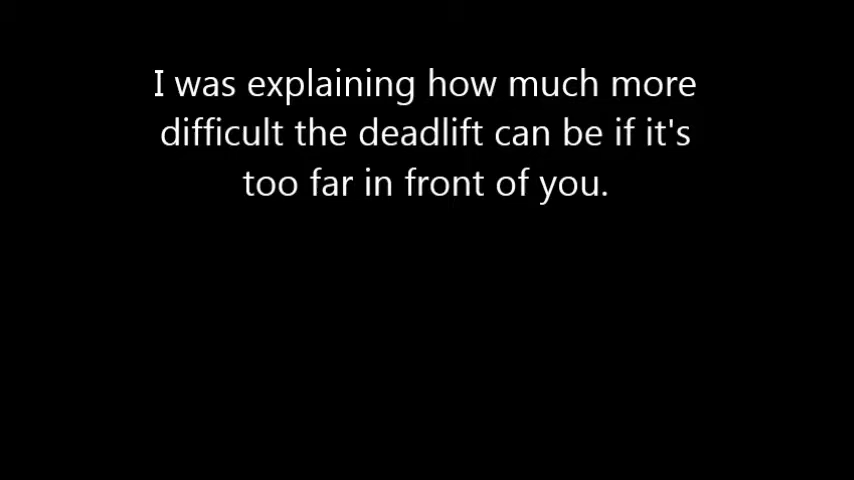 I was explaining how much more
difficult the deadlift can be if it's
too far in front of you.